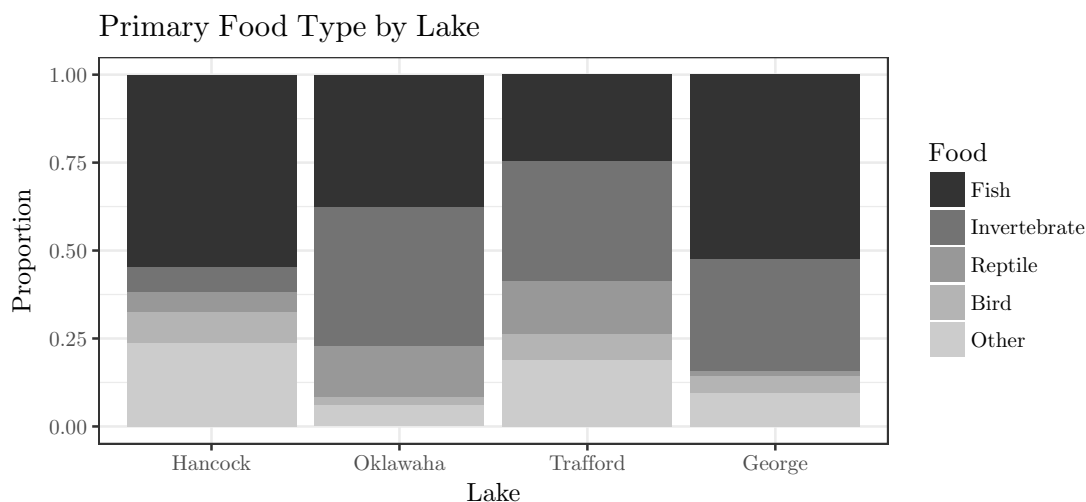 Primary Food Type by Lake
1.00
0.75
0.50
0.25
0.00
Proportion
Hancock
Oklawaha
Trafford
George
Lake
Food
Fish
Invertebrate
Reptile
Bird
Other